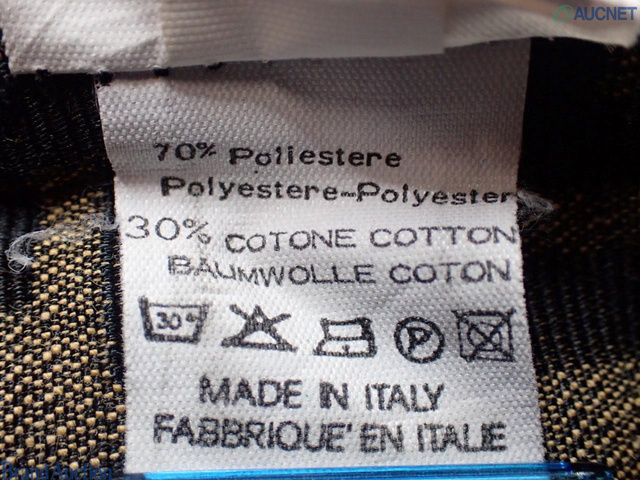 AUCNET
70% Poliestere
Polyestere-Polyester
30% COTONE COTTON
BAUMWOLLE COTON
30°
P
MADE IN ITALY
FABBRIQUE' EN ITALIE